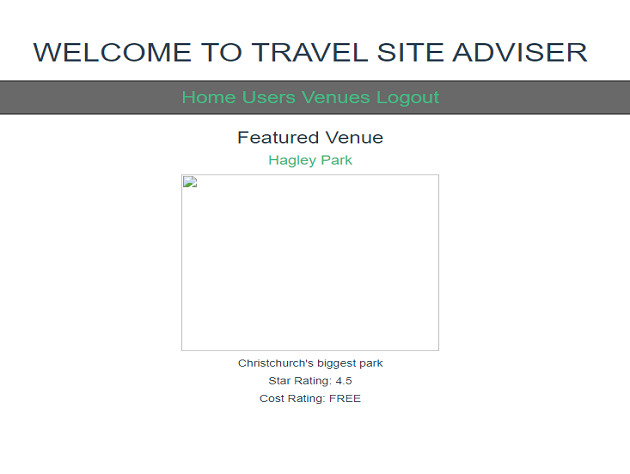 WELCOME TO TRAVEL SITE ADVISER
Home Users Venues Logout
Featured Venue
Hagley Park
Christchurch's biggest park
Star Rating: 4.5
Cost Rating: FREE